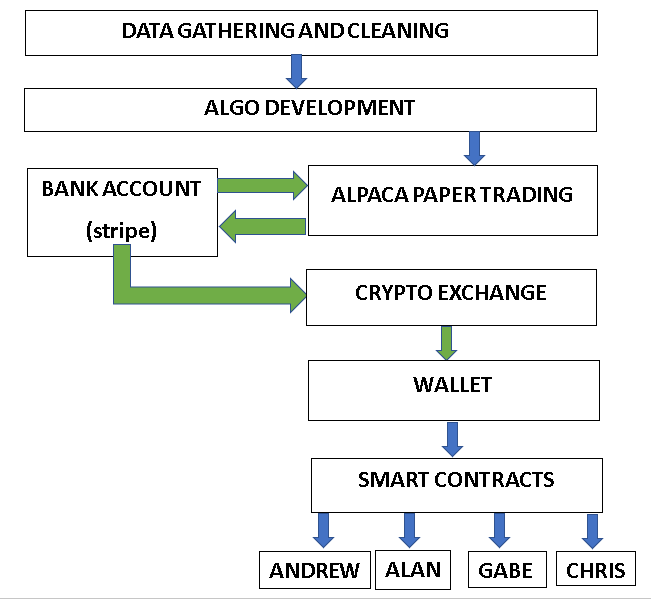 DATA GATHERING AND CLEANING
ALGO DEVELOPMENT
BANK ACCOUNT
(stripe)
ALPACA PAPER TRADING
CRYPTO EXCHANGE
WALLET
SMART CONTRACTS
ANDREW
ALAN
GABE
CHRIS